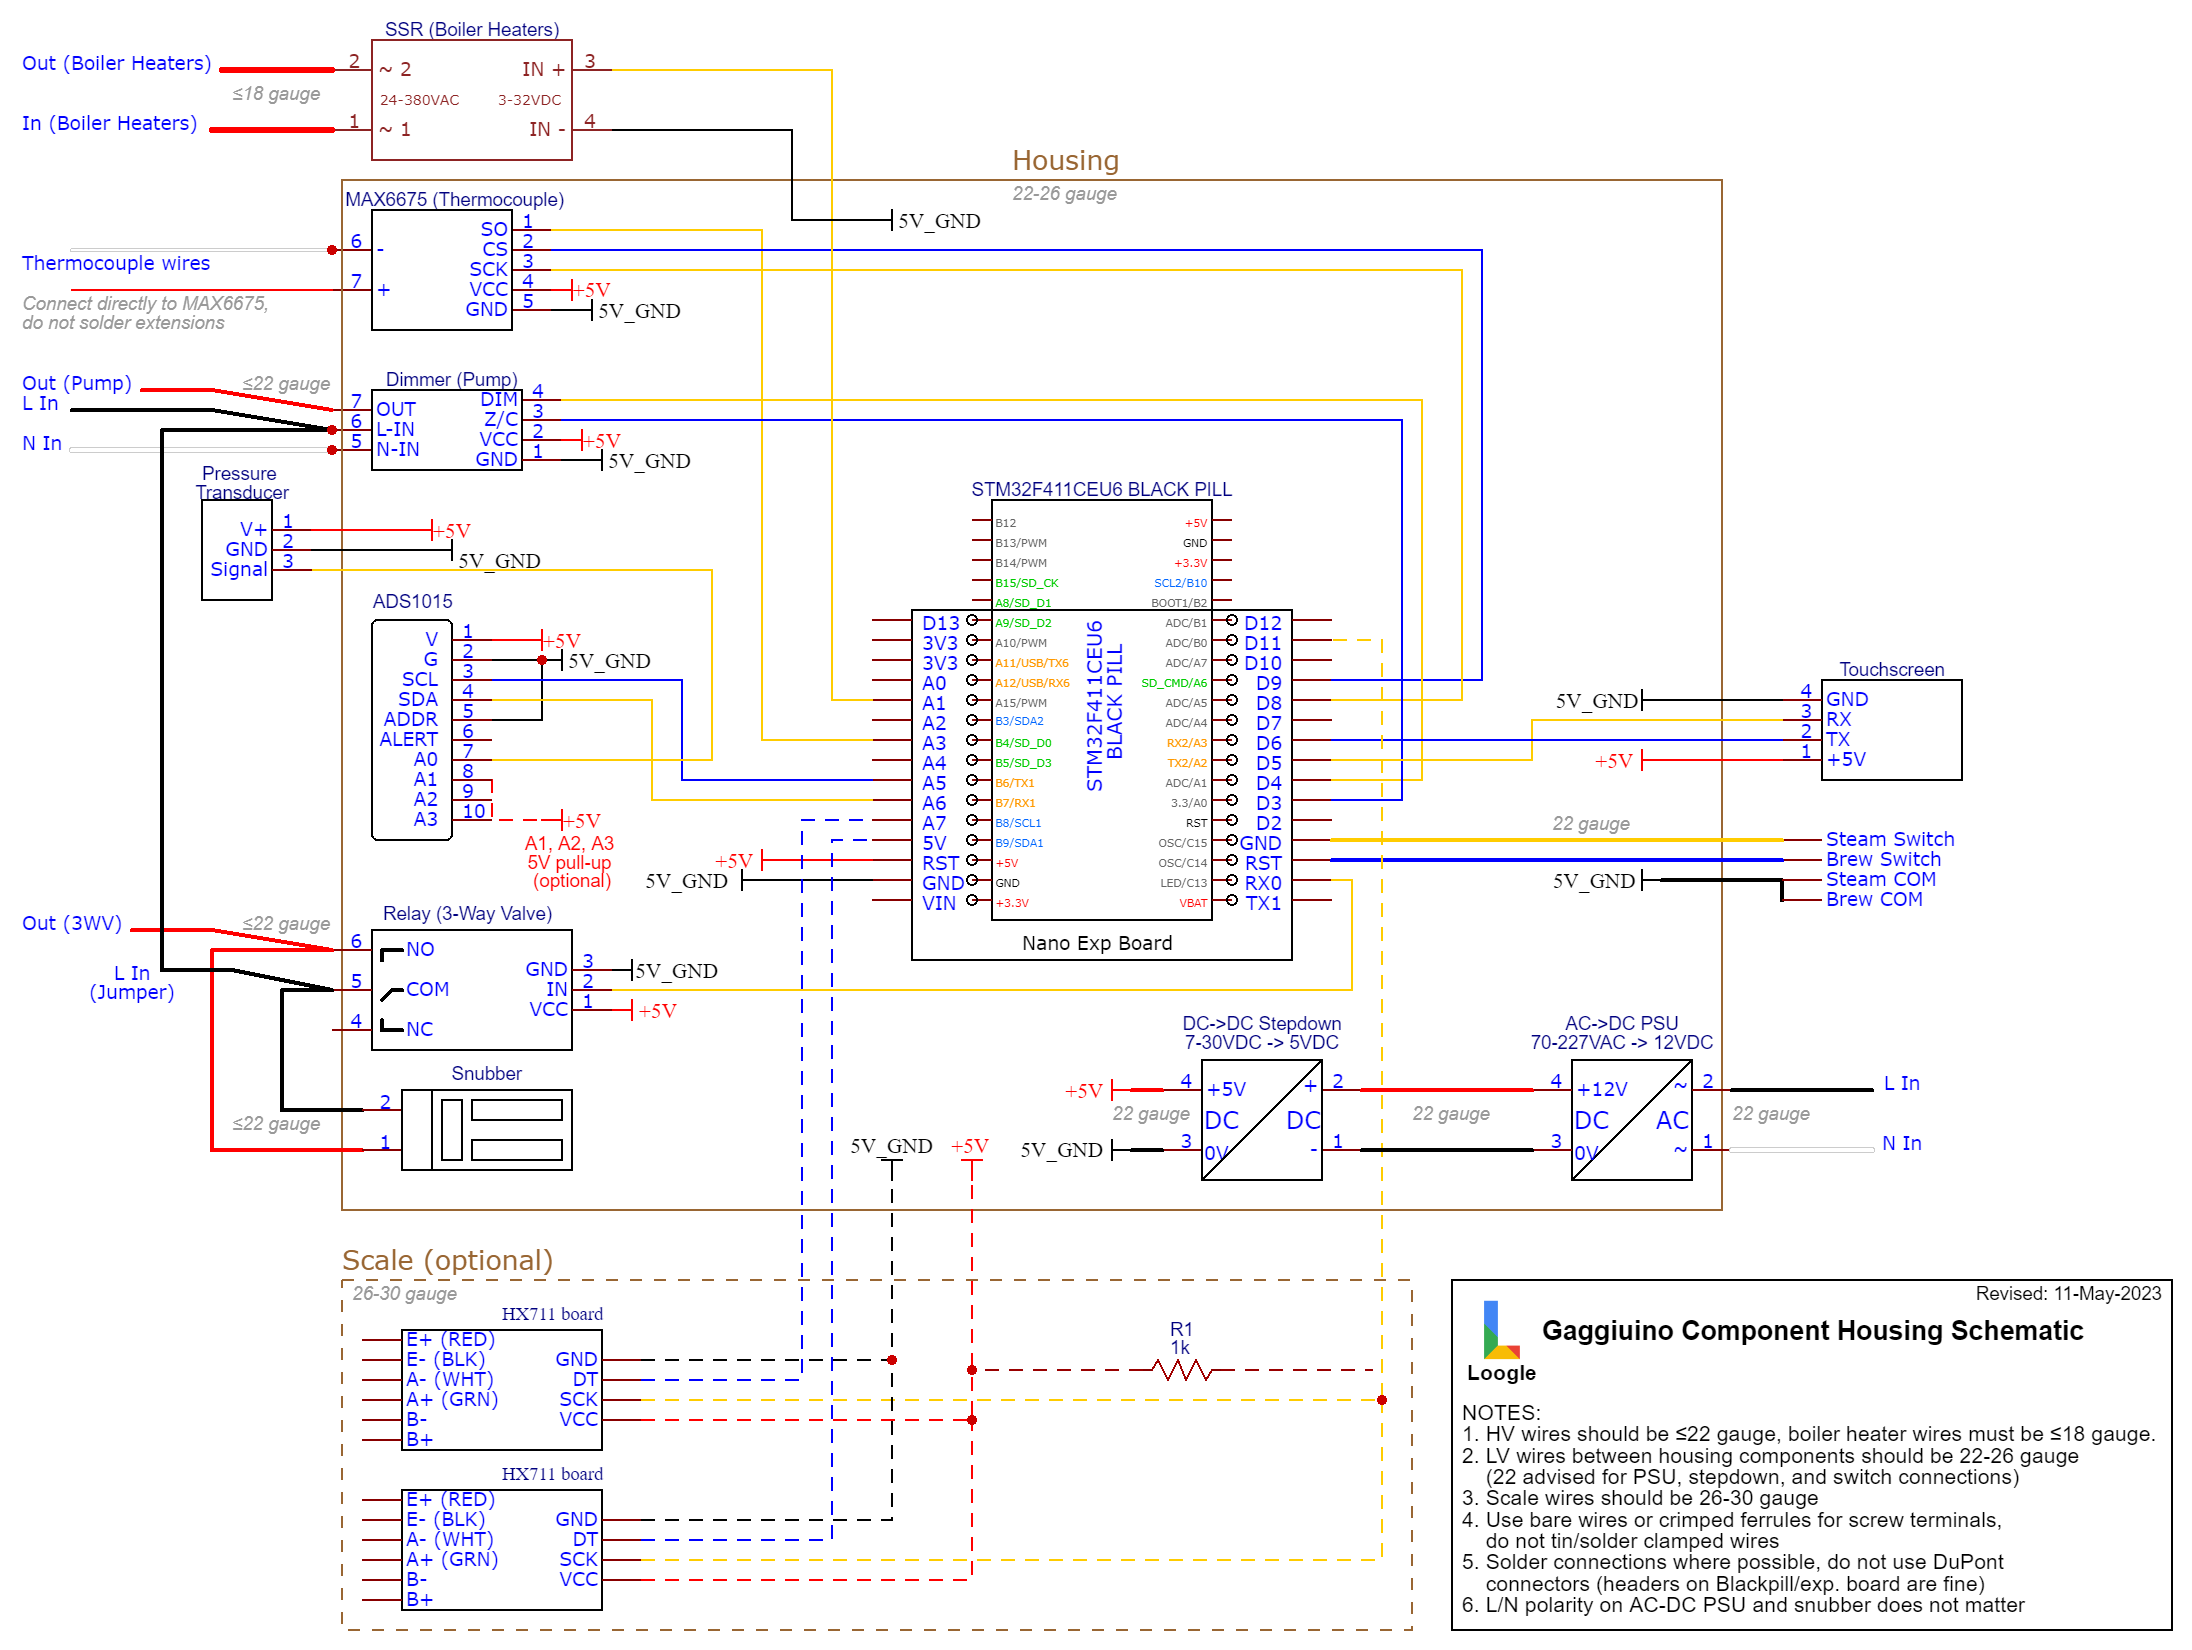 SSR (Boiler Heaters)
Out (Boiler Heaters)
2
~ 2
IN +
3
≤18 gauge
24-380VAC
3-32VDC
In (Boiler Heaters)
1
~ 1
IN -
4
Housing
22-26 gauge
5V_GND
MAX6675 (Thermocouple)
SO
1
6
-
CS
2
Thermocouple wires
SCK
3
7
+
VCC
4
+5V
Connect directly to MAX6675,
do not solder extensions
GND
5
5V_GND
Dimmer (Pump)
Out (Pump)
≤22 gauge
L In
7
OUT
DIM
4
6
L-IN
Z/C
3
N In
5
N-IN
VCC
2
+5V
GND
1
5V_GND
Pressure
Transducer
V+
1
+5V
GND
2
5V_GND
Signal
3
ADS1015
V
1
+5V
G
2
5V_GND
SCL
3
SDA
4
ADDR
5
ALERT
6
A0
7
A1
8
A2
9
A3
10
+5V
A1, A2, A3
5V pull-up
(optional)
STM32F411CEU6 BLACK PILL
B12
+5V
B13/PWM
GND
B14/PWM
+3.3V
B15/SD_CK
SCL2/B10
A8/SD_D1
BOOT1/B2
D13
A9/SD_D2
ADC/B1
D12
3V3
A10/PWM
ADC/B0
D11
3V3
A11/USB/TX6
ADC/A7
D10
A0
A12/USB/RX6
SD_CMD/A6
D9
A1
A15/PWM
ADC/A5
D8
A2
B3/SDA2
ADC/A4
D7
A3
B4/SD_D0
RX2/A3
D6
A4
B5/SD_D3
TX2/A2
D5
A5
B6/TX1
ADC/A1
D4
A6
B7/RX1
3.3/A0
D3
A7
B8/SCL1
RST
D2
5V
B9/SDA1
OSC/C15
GND
+5V
RST
+5V
OSC/C14
RST
5V_GND
GND
GND
LED/C13
RX0
VIN
+3.3V
VBAT
TX1
STM32F411CEU6
BLACK PILL
Nano Exp Board
Touchscreen
5V_GND
4
GND
3
RX
2
TX
+5V
1
+5V
22 gauge
Steam Switch
Brew Switch
5V_GND
Steam COM
Brew COM
Relay (3-Way Valve)
Out (3WV)
≤22 gauge
6
NO
L In
(Jumper)
GND
3
5V_GND
5
COM
IN
2
VCC
1
+5V
4
NC
Snubber
2
≤22 gauge
1
DC->DC Stepdown
7-30VDC -> 5VDC
+5V
4
+5V
+
2
22 gauge
DC
DC
5V_GND
3
0V
-
1
22 gauge
AC->DC PSU
70-227VAC -> 12VDC
4
+12V
~
2
L In
DC
AC
22 gauge
3
0V
~
1
N In
5V_GND
+5V
Scale (optional)
26-30 gauge
HX711 board
E+ (RED)
E- (BLK)
GND
A- (WHT)
DT
A+ (GRN)
SCK
B-
VCC
B+
R1
1k
HX711 board
E+ (RED)
E- (BLK)
GND
A- (WHT)
DT
A+ (GRN)
SCK
B-
VCC
B+
Revised: 11-May-2023
Gaggiuino Component Housing Schematic
Loogle
NOTES:
1. HV wires should be ≤22 gauge, boiler heater wires must be ≤18 gauge.
2. LV wires between housing components should be 22-26 gauge
(22 advised for PSU, stepdown, and switch connections)
3. Scale wires should be 26-30 gauge
4. Use bare wires or crimped ferrules for screw terminals,
do not tin/solder clamped wires
5. Solder connections where possible, do not use DuPont
connectors (headers on Blackpill/exp. board are fine)
6. L/N polarity on AC-DC PSU and snubber does not matter